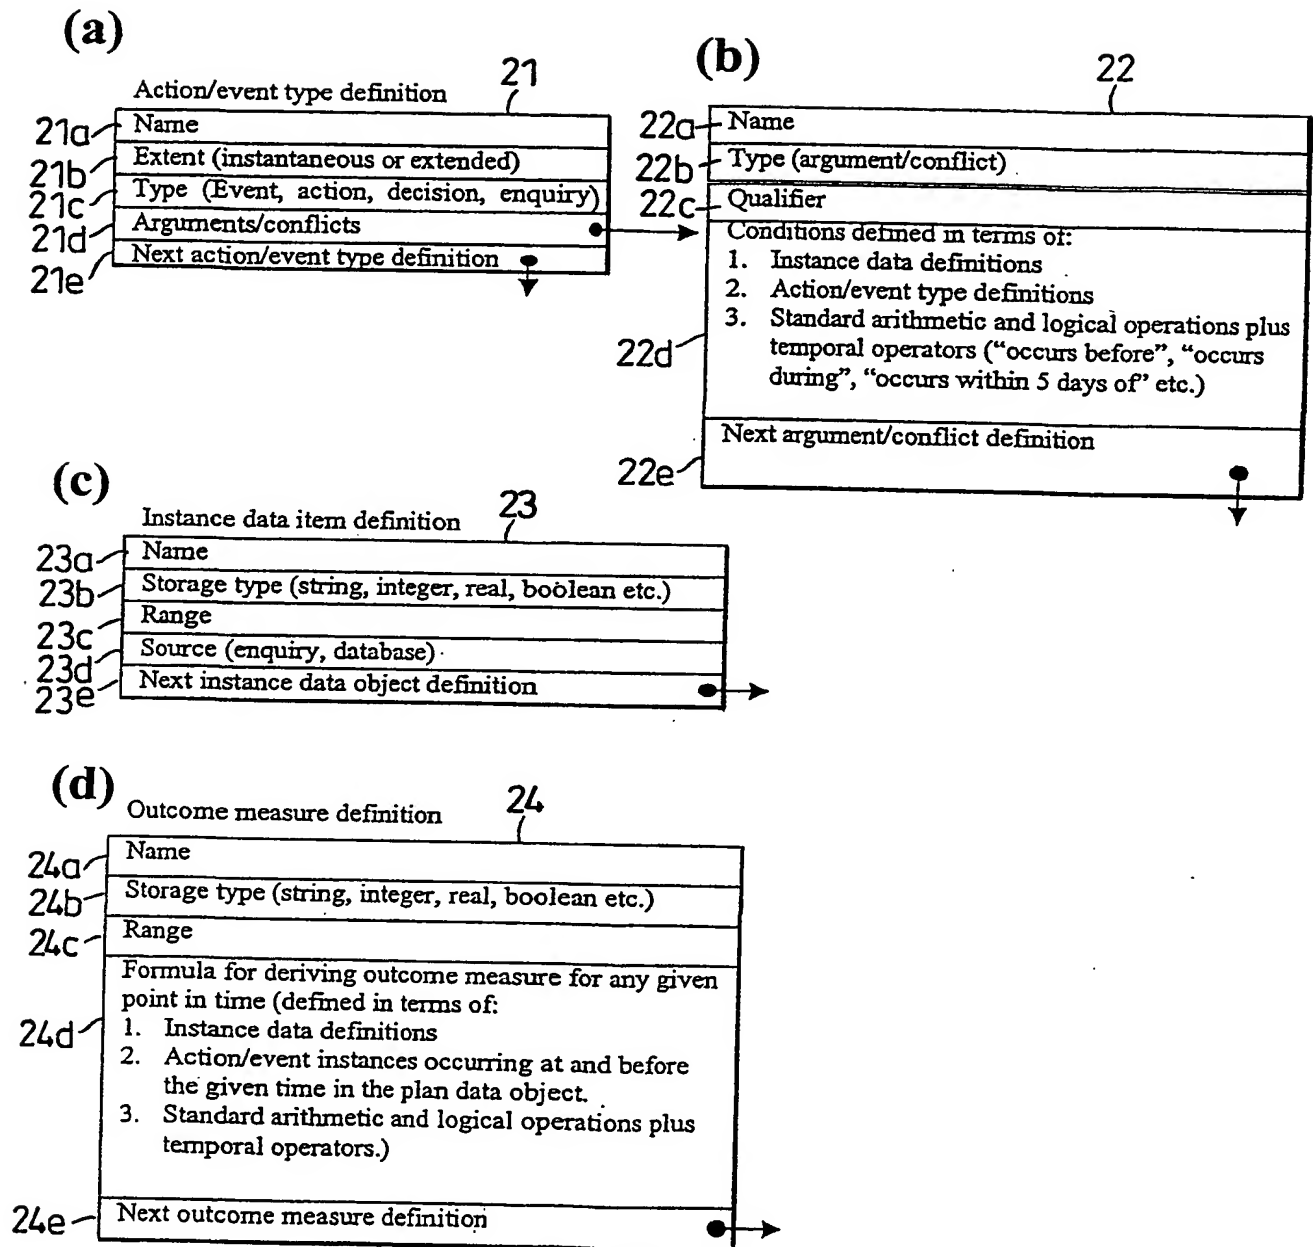 (a)
Action/event type definition
21
21a
Name
21b
Extent (instantaneous or extended)
21c
Type (Event, action, decision, enquiry)
21d
Arguments/conflicts
21e
Next action/event type definition
(b)
22
22a
Name
22b
Type (argument/conflict)
22c
Qualifier
22d
Conditions defined in terms of:
1. Instance data definitions
2. Action/event type definitions
3. Standard arithmetic and logical operations plus
temporal operators ("occurs before", "occurs
during", "occurs within 5 days of" etc.)
22e
Next argument/conflict definition
(c)
Instance data item definition
23
23a
Name
23b
Storage type (string, integer, real, boolean etc.)
23c
Range
23d
Source (enquiry, database)
23e
Next instance data object definition
(d)
Outcome measure definition
24
24a
Name
24b
Storage type (string, integer, real, boolean etc.)
24c
Range
24d
Formula for deriving outcome measure for any given
point in time (defined in terms of:
1. Instance data definitions
2. Action/event instances occurring at and before
the given time in the plan data object.
3. Standard arithmetic and logical operations plus
temporal operators.)
24e
Next outcome measure definition